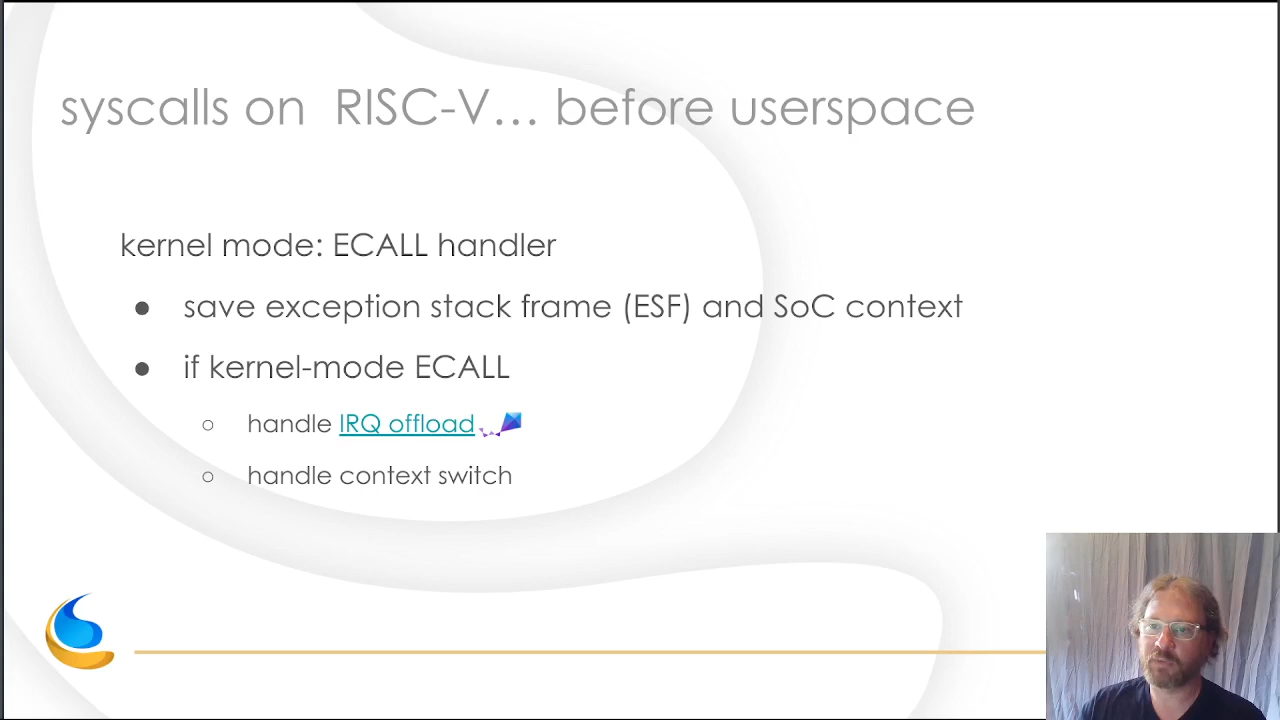 syscalls on RISC-V... before userspace
kernel mode: ECALL handler
● save exception stack frame (ESF) and SoC context
● if kernel-mode ECALL
○ handle IRQ offload
○ handle context switch